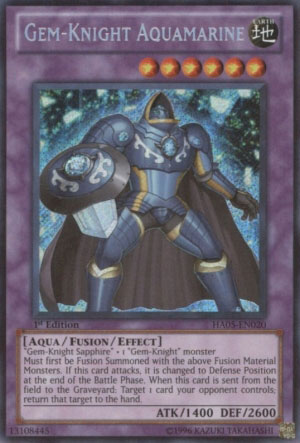 GEM-KNIGHT AQUAMARINE
EARTH
地
1st Edition
HA05-EN020
[AQUA / FUSION / EFFECT]
"Gem-Knight Sapphire" + 1 "Gem-Knight" monster
Must first be Fusion Summoned with the above Fusion Material
Monsters. If this card attacks, it is changed to Defense Position
at the end of the Battle Phase. When this card is sent from the
field to the Graveyard: Target 1 card your opponent controls;
return that target to the hand.
ATK/1400 DEF/2600
13108445
©1996 KAZUKI TAKAHASHI